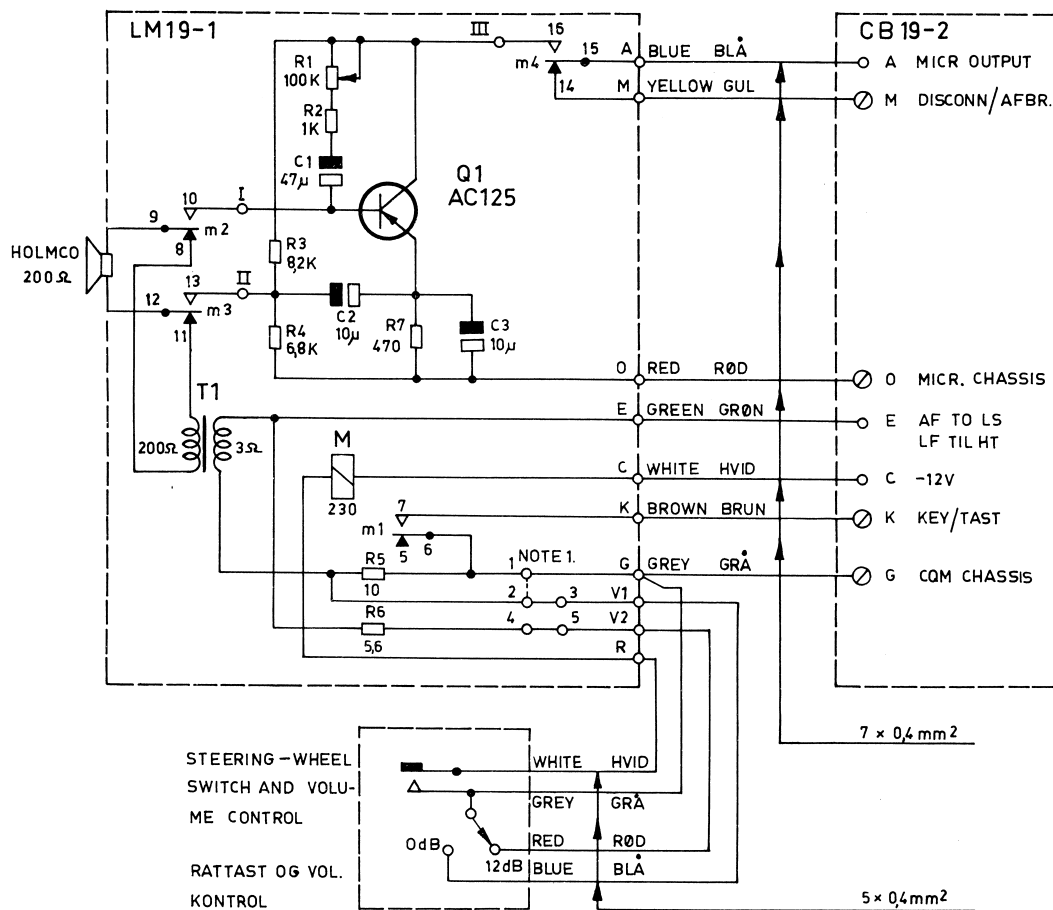 LM19-1
CB 19-2
III
16
15
m4
14
A BLUE BLÅ
A MICR OUTPUT
M YELLOW GUL
M DISCONN/AFBR.
R1
100K
R2
1K
C1
47µ
Q1
AC125
10
I
9
m2
8
HOLMCO
200Ω
R3
8,2K
13
II
12
m3
11
C2
10µ
R4
6,8K
R7
470
C3
10µ
O RED RØD
O MICR. CHASSIS
T1
E GREEN GRØN
E AF TO LS
LF TIL HT
200Ω
3Ω
M
230
C WHITE HVID
C -12V
7
K BROWN BRUN
K KEY/TAST
m1
5
6
R5
10
1
NOTE 1.
G GREY GRÅ
G CQM CHASSIS
2
3
V1
R6
5,6
4
5
V2
R
7 × 0,4 mm²
STEERING-WHEEL
SWITCH AND VOLU-
ME CONTROL
WHITE HVID
GREY GRÅ
0dB
12dB
RED RØD
BLUE BLÅ
RATTAST OG VOL.
KONTROL
5 × 0,4 mm²